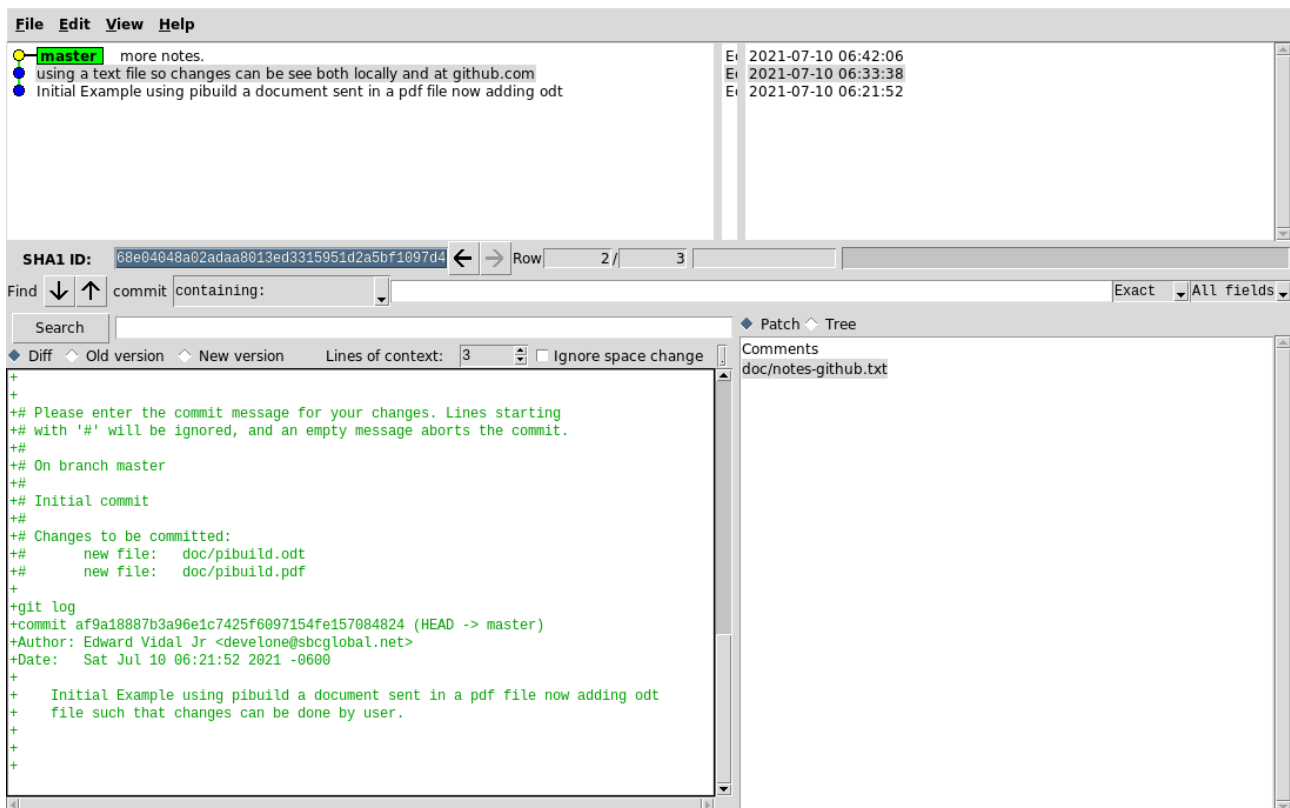 File Edit View Help
master more notes.
using a text file so changes can be see both locally and at github.com
Initial Example using pibuild a document sent in a pdf file now adding odt
2021-07-10 06:42:06
2021-07-10 06:33:38
2021-07-10 06:21:52
SHA1 ID: 68e04048a02adaa8013ed3315951d2a5bf1097d4 Row 2 / 3
Find commit containing: Exact All fields
Search
Diff Old version New version Lines of context: 3 Ignore space change
+
+
+# Please enter the commit message for your changes. Lines starting
+# with '#' will be ignored, and an empty message aborts the commit.
+#
+# On branch master
+#
+# Initial commit
+#
+# Changes to be committed:
+#       new file:   doc/pibuild.odt
+#       new file:   doc/pibuild.pdf
+
+git log
+commit af9a18887b3a96e1c7425f6097154fe157084824 (HEAD -> master)
+Author: Edward Vidal Jr <develone@sbcglobal.net>
+Date:   Sat Jul 10 06:21:52 2021 -0600
+
+    Initial Example using pibuild a document sent in a pdf file now adding odt
+    file such that changes can be done by user.
+
+
+
Patch Tree
Comments
doc/notes-github.txt